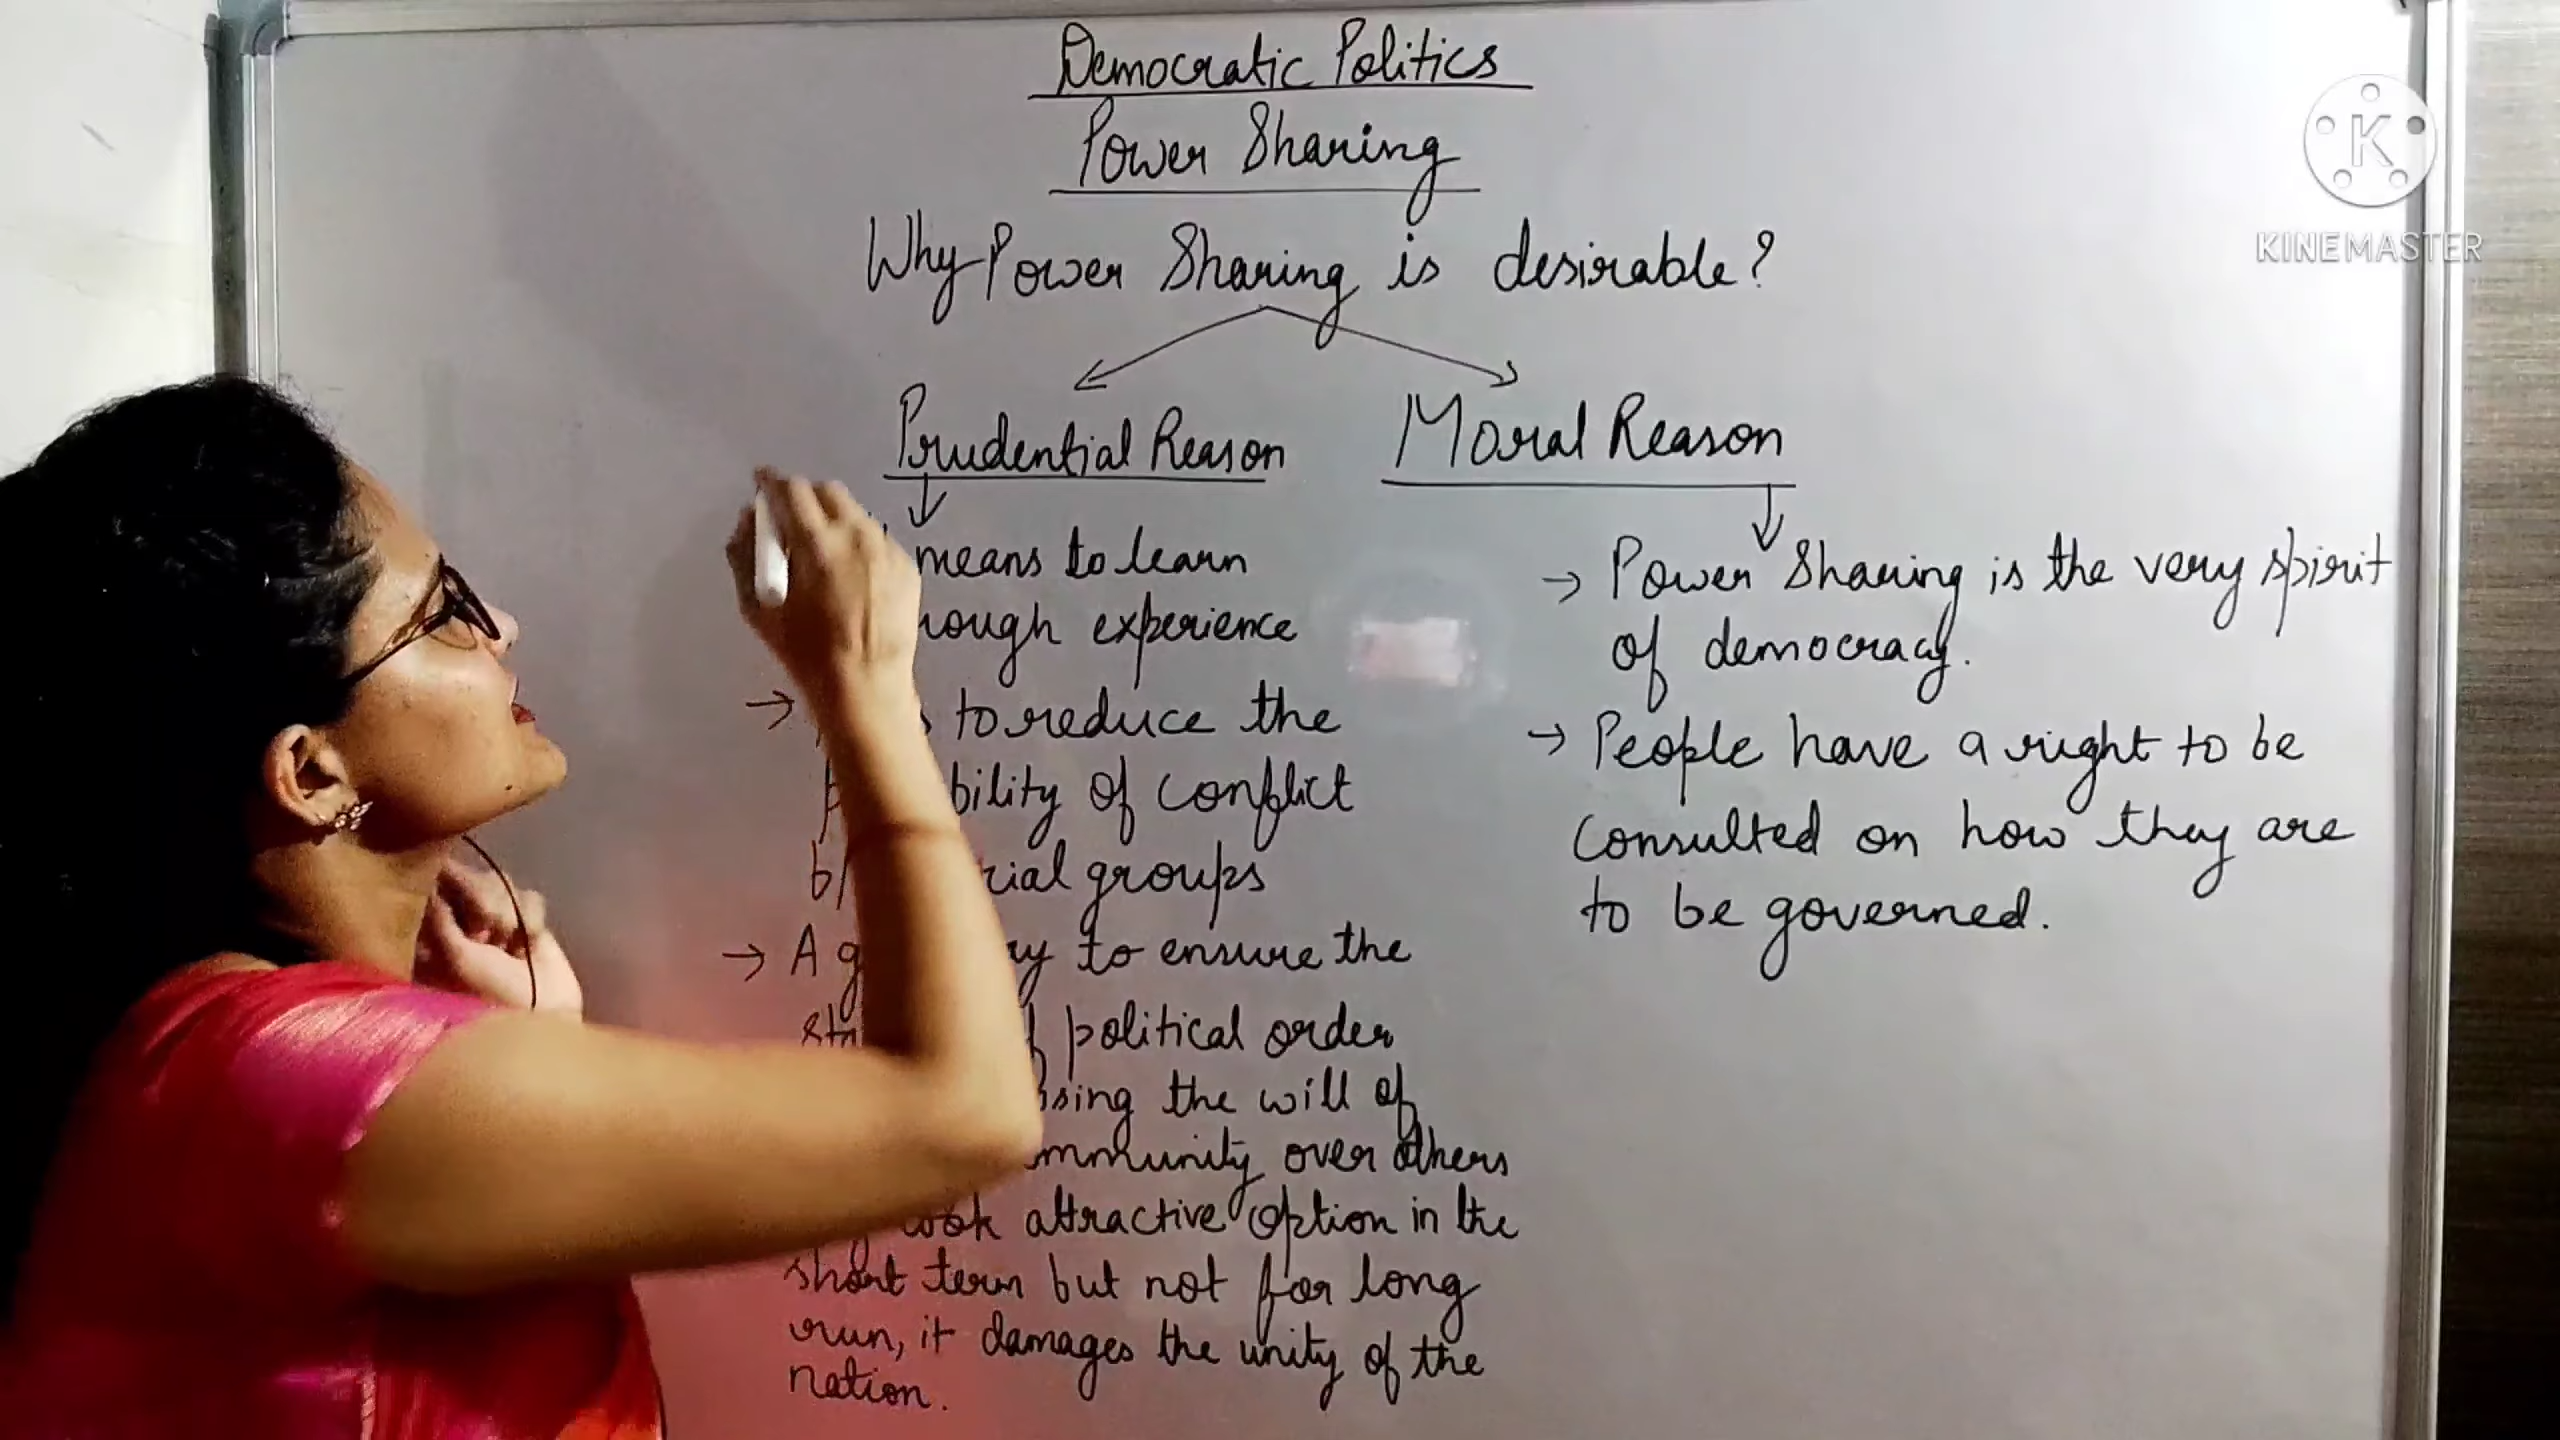 Democratic Politics
Power Sharing
Why Power Sharing is desirable?
Prudential Reason
means to learn
experience
to reduce the
of conflict
groups
→ A to ensure the
political order
the will of
over others
attractive option in the
short term but not for long
run, it damages the unity of the
nation.
Moral Reason
→ Power Sharing is the very spirit
of democracy.
→ People have a right to be
consulted on how they are
to be governed.
K
KINEMASTER